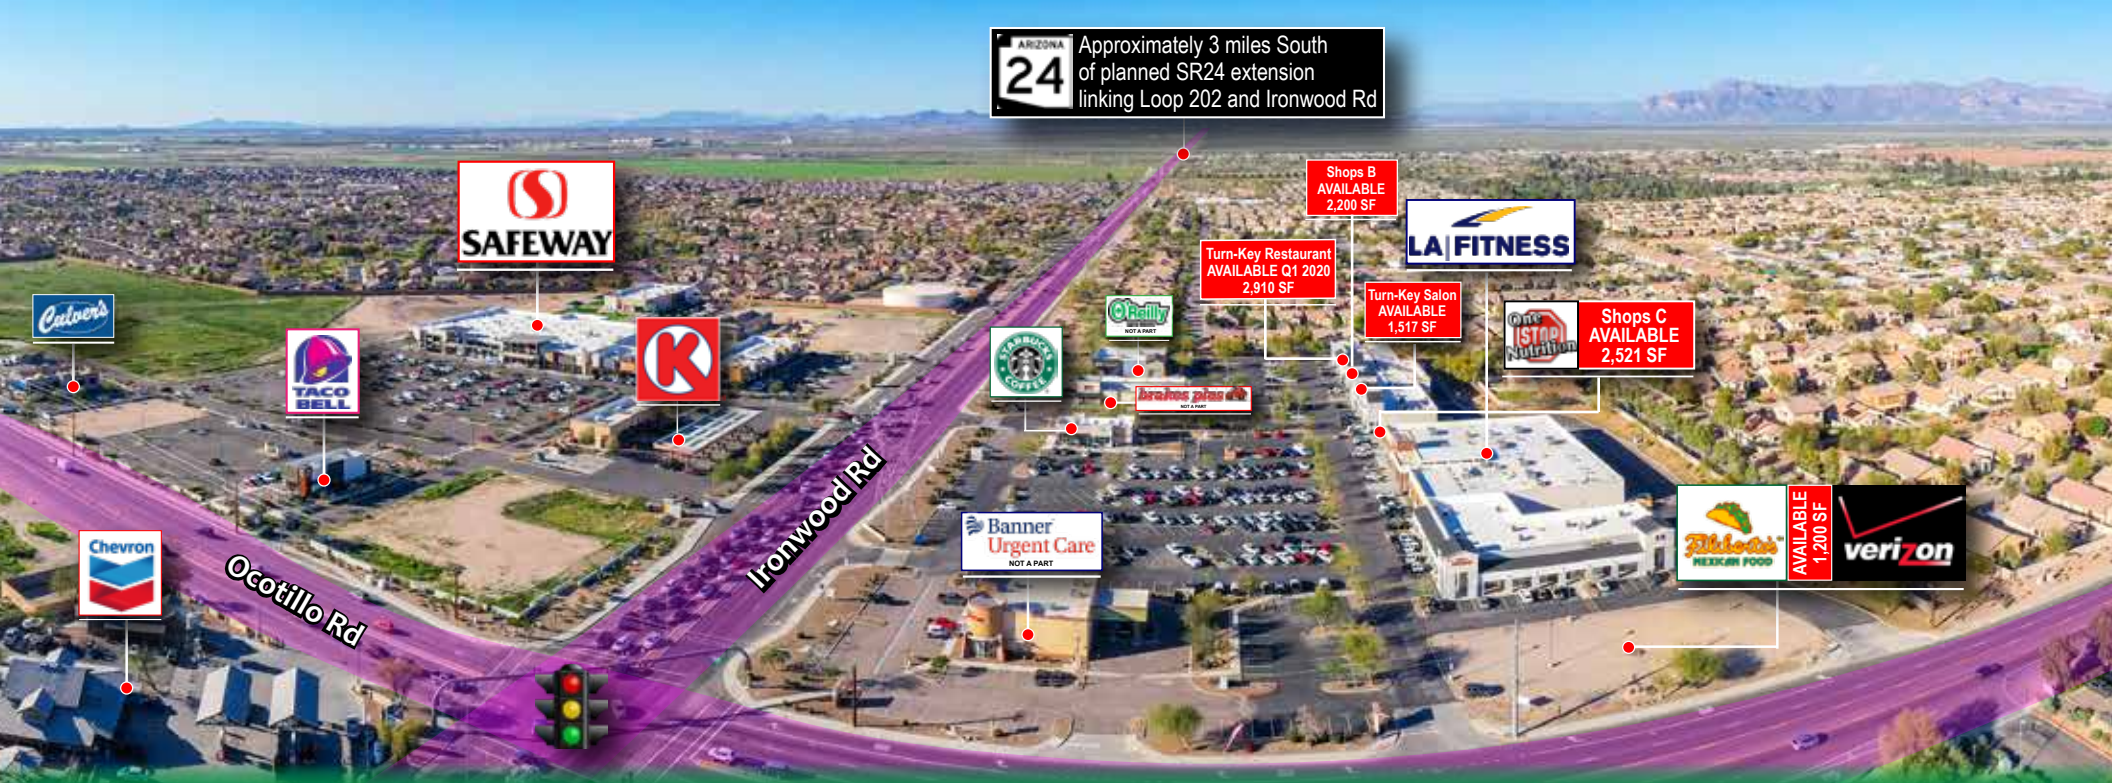 ARIZONA
24
Approximately 3 miles South
of planned SR24 extension
linking Loop 202 and Ironwood Rd
SAFEWAY
Shops B
AVAILABLE
2,200 SF
LA|FITNESS
Turn-Key Restaurant
AVAILABLE Q1 2020
2,910 SF
Turn-Key Salon
AVAILABLE
1,517 SF
Culver's
O'Reilly
NOT A PART
One
STOP
Nutrition
Shops C
AVAILABLE
2,521 SF
TACO
BELL
K
STARBUCKS
COFFEE
brakes plus
NOT A PART
Ironwood Rd
Banner
Urgent Care
NOT A PART
Filiberto's
MEXICAN FOOD
AVAILABLE
1,200 SF
verizon
Chevron
Ocotillo Rd